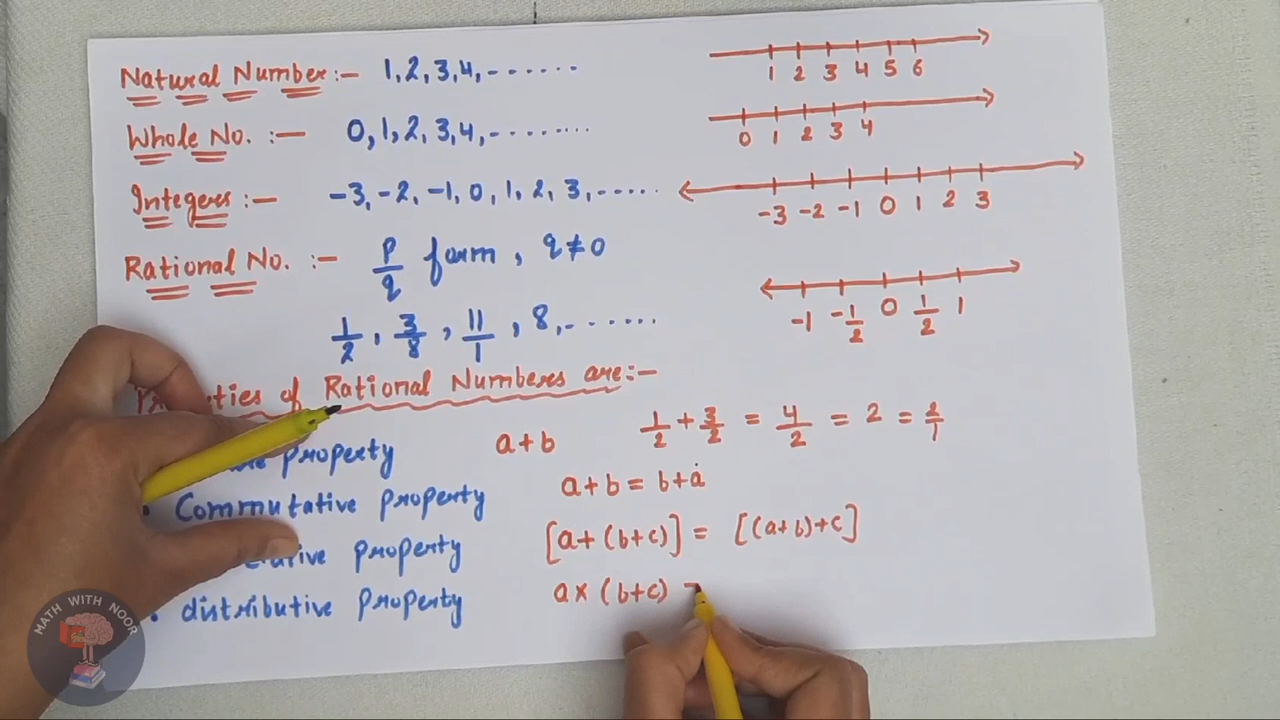 Natural Number:- 1,2,3,4,-------
1 2 3 4 5 6
Whole No. :- 0,1,2,3,4,--------
0 1 2 3 4
Integers:- -3,-2,-1,0,1,2,3,-----
-3 -2 -1 0 1 2 3
Rational No. :- p/q form, q≠0
-1 -1/2 0 1/2 1
1/2, 3/8, 11/1, 8,-------
of Rational Numbers are:-
property a+b 1/2 + 3/2 = 4/2 = 2 = 2/1
• Commutative property a+b = b+a
property [a+(b+c)] = [(a+b)+c]
• distributive property a× (b+c) =
MATH WITH NOOR